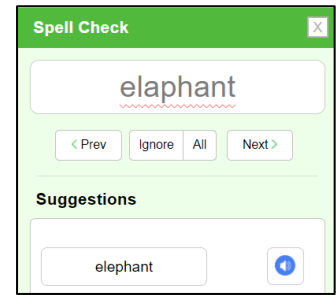 Spell Check X
elaphant
< Prev Ignore All Next >
Suggestions
elephant